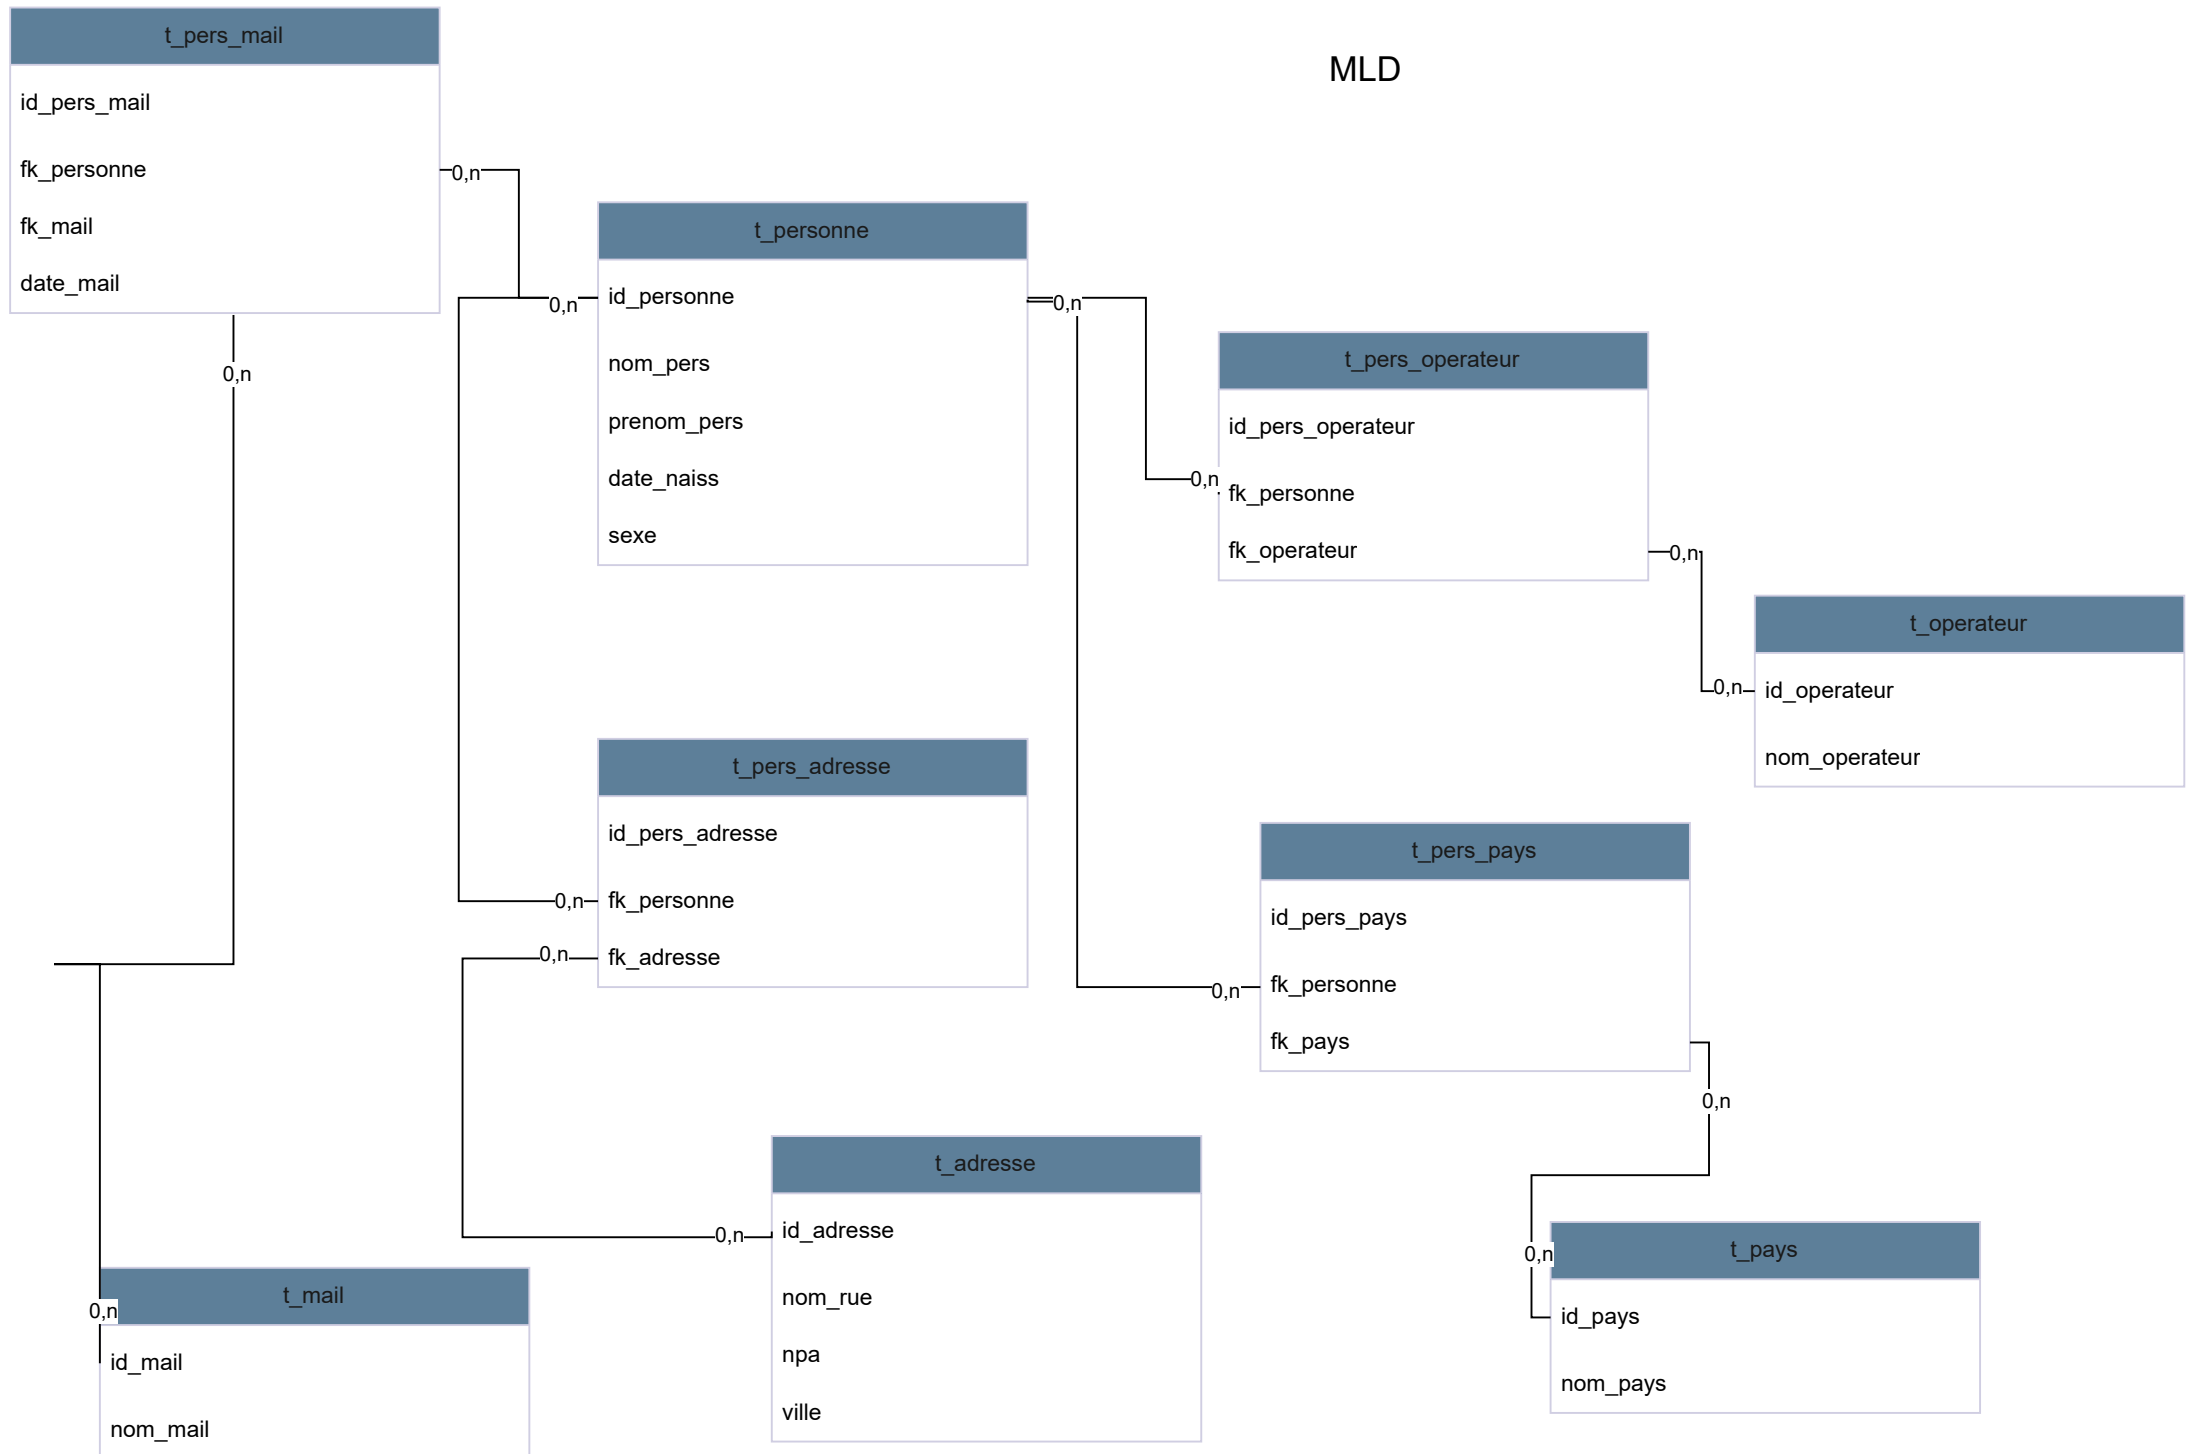 t_pers_mail
id_pers_mail
fk_personne
fk_mail
date_mail
0,n
0,n
MLD
t_personne
id_personne
nom_pers
prenom_pers
date_naiss
sexe
0,n
0,n
t_pers_operateur
id_pers_operateur
fk_personne
fk_operateur
0,n
0,n
0,n
t_operateur
id_operateur
nom_operateur
t_pers_adresse
id_pers_adresse
fk_personne
fk_adresse
0,n
0,n
t_pers_pays
id_pers_pays
fk_personne
fk_pays
0,n
0,n
t_adresse
id_adresse
nom_rue
npa
ville
0,n
t_pays
id_pays
nom_pays
0,n
t_mail
id_mail
nom_mail
0,n